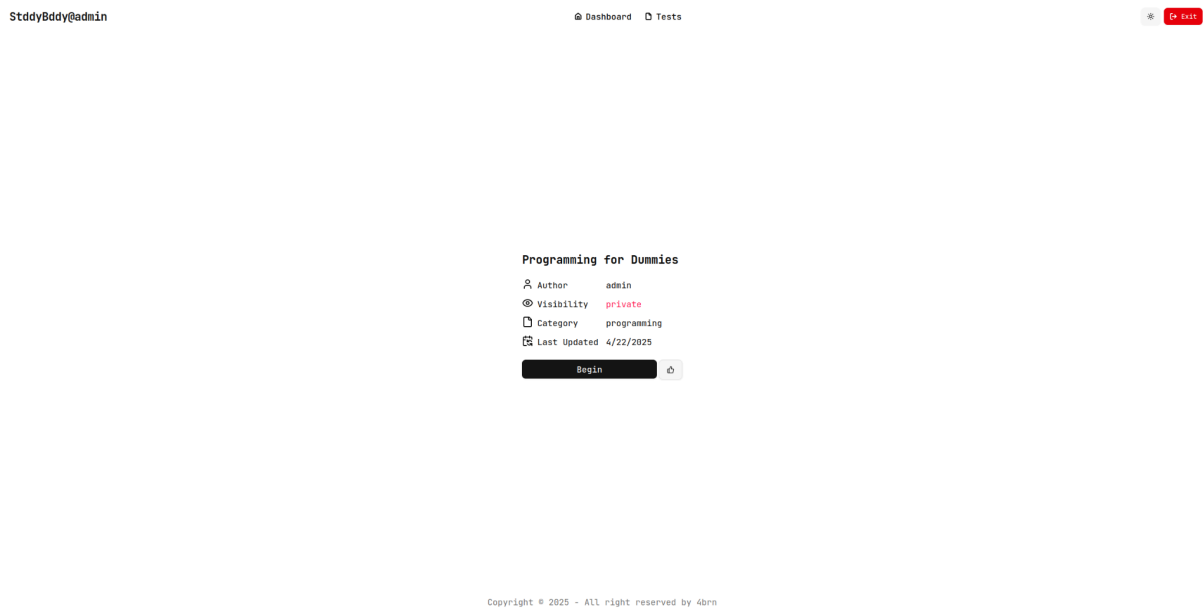 StddyBddy@admin
Dashboard
Tests
Exit
Programming for Dummies
Author admin
Visibility private
Category programming
Last Updated 4/22/2025
Begin
Copyright © 2025 - All right reserved by 4brn